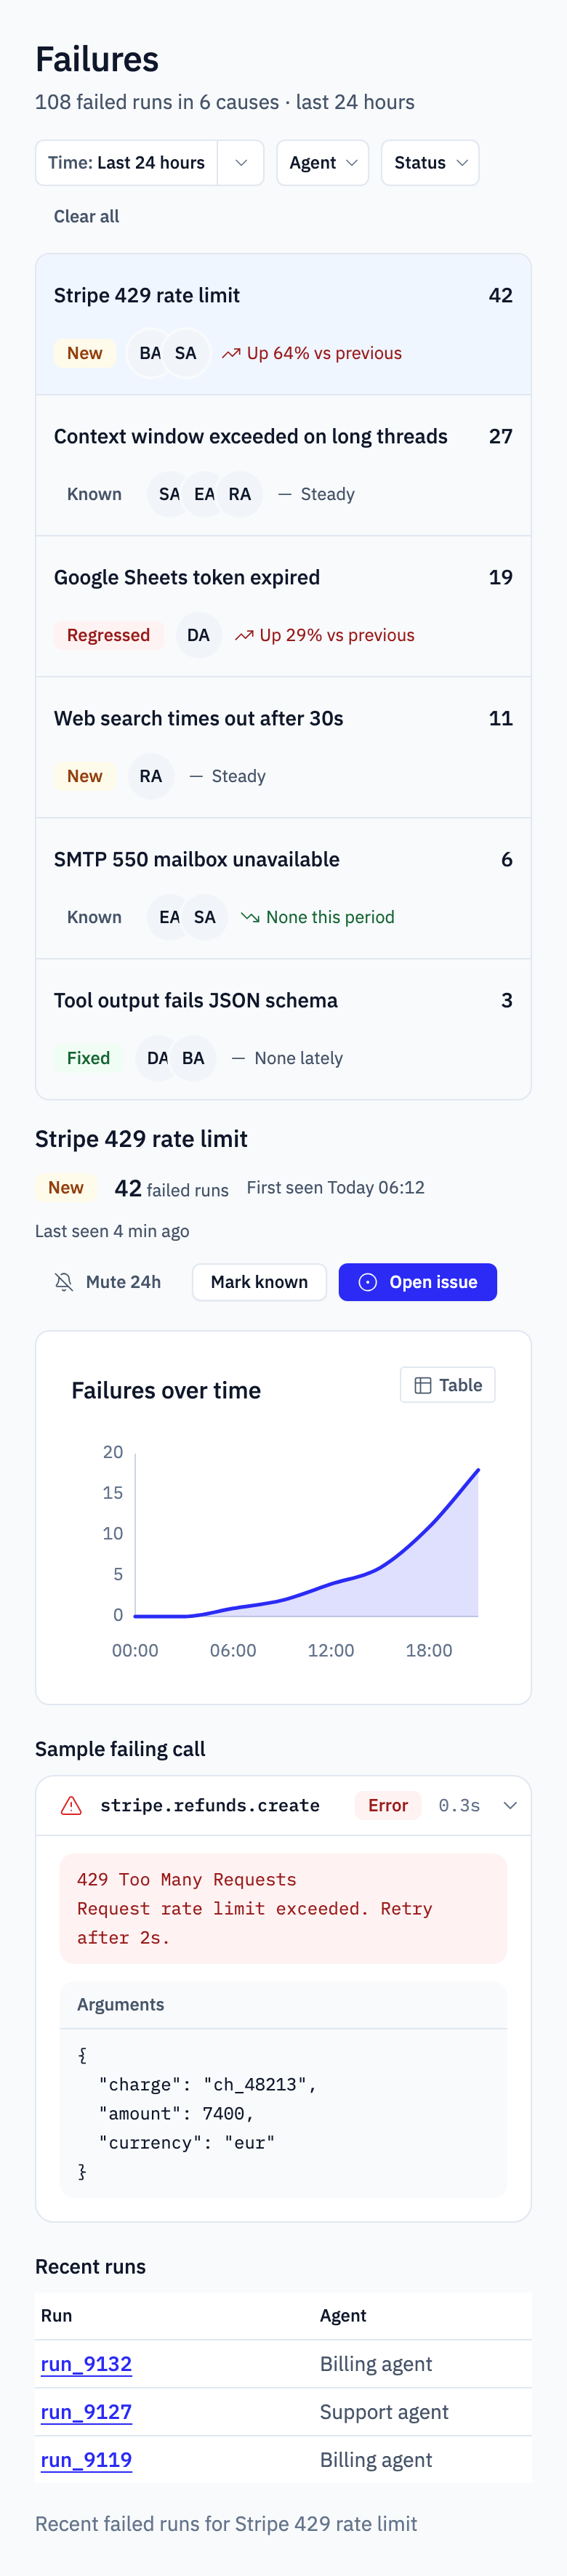 Failures
108 failed runs in 6 causes · last 24 hours
Time: Last 24 hours
Agent
Status
Clear all
Stripe 429 rate limit 42
New BA SA Up 64% vs previous
Context window exceeded on long threads 27
Known SA EA RA — Steady
Google Sheets token expired 19
Regressed DA Up 29% vs previous
Web search times out after 30s 11
New RA — Steady
SMTP 550 mailbox unavailable 6
Known EA SA None this period
Tool output fails JSON schema 3
Fixed DA BA — None lately
Stripe 429 rate limit
New 42 failed runs First seen Today 06:12
Last seen 4 min ago
Mute 24h Mark known Open issue
Failures over time Table
20
15
10
5
0
00:00 06:00 12:00 18:00
Sample failing call
stripe.refunds.create Error 0.3s
429 Too Many Requests
Request rate limit exceeded. Retry
after 2s.
Arguments
{
"charge": "ch_48213",
"amount": 7400,
"currency": "eur"
}
Recent runs
Run Agent
run_9132 Billing agent
run_9127 Support agent
run_9119 Billing agent
Recent failed runs for Stripe 429 rate limit